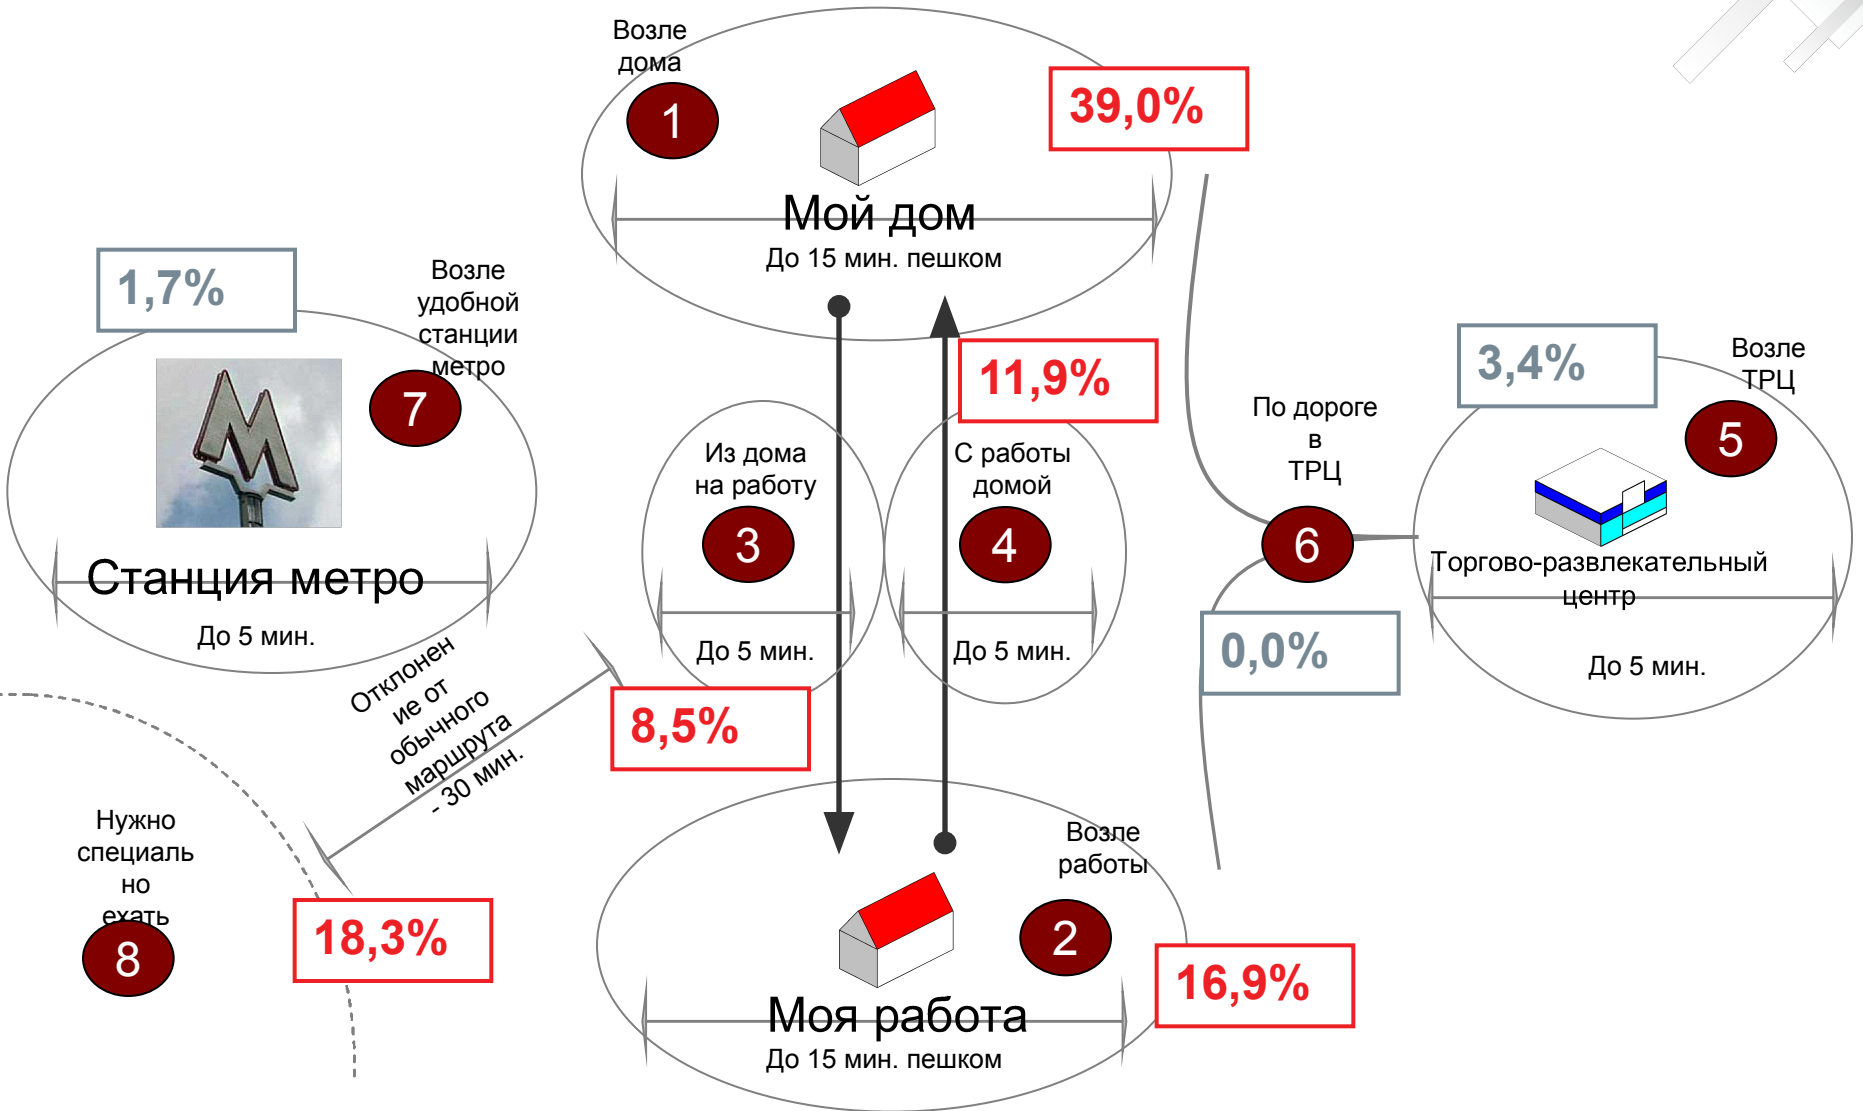 Возле
дома
1
39,0%
Мой дом
До 15 мин. пешком
1,7%
Возле
удобной
станции
метро
7
М
Станция метро
До 5 мин.
11,9%
Из дома
на работу
3
До 5 мин.
С работы
домой
4
До 5 мин.
8,5%
По дороге
в
ТРЦ
6
0,0%
3,4%
Возле
ТРЦ
5
Торгово-развлекательный
центр
До 5 мин.
Отклонен
ие от
обычного
маршрута
- 30 мин.
Нужно
специаль
но
ехать
8
18,3%
Возле
работы
2
16,9%
Моя работа
До 15 мин. пешком